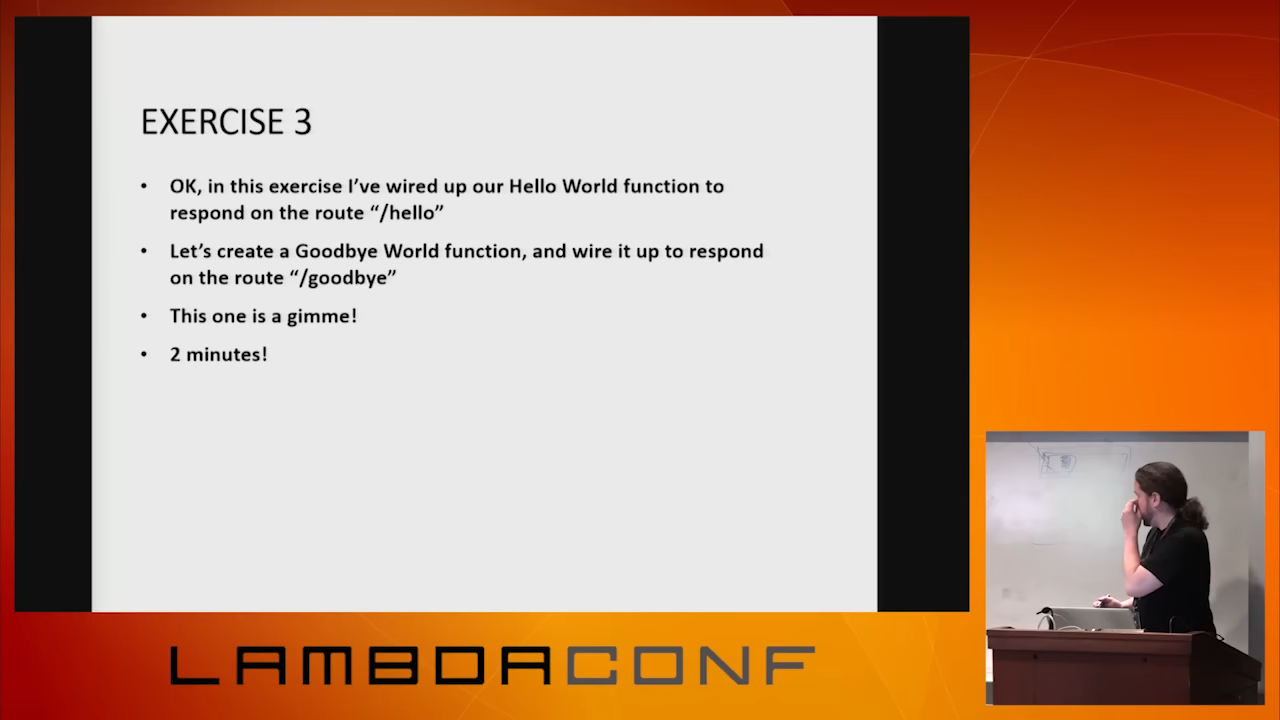 EXERCISE 3
• OK, in this exercise I’ve wired up our Hello World function to
respond on the route “/hello”
• Let’s create a Goodbye World function, and wire it up to respond
on the route “/goodbye”
• This one is a gimme!
• 2 minutes!
LAMBDACONF